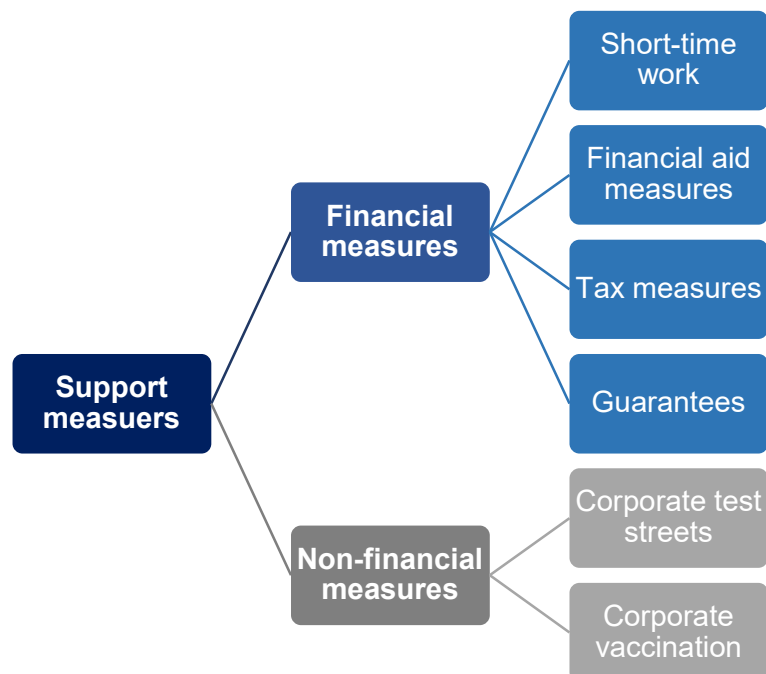 Short-time
work
Financial aid
measures
Financial
measures
Tax measures
Support
measuers
Guarantees
Corporate test
streets
Non-financial
measures
Corporate
vaccination